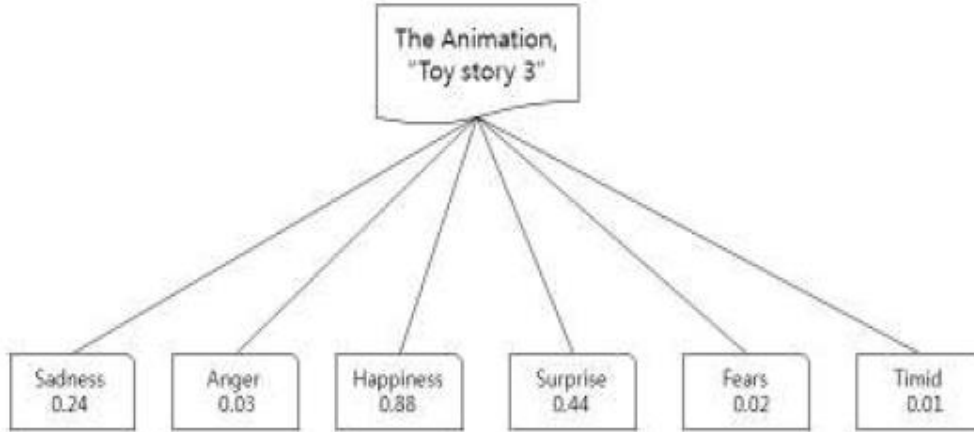 The Animation,
"Toy story 3"
Sadness
0.24
Anger
0.03
Happiness
0.88
Surprise
0.44
Fears
0.02
Timid
0.01